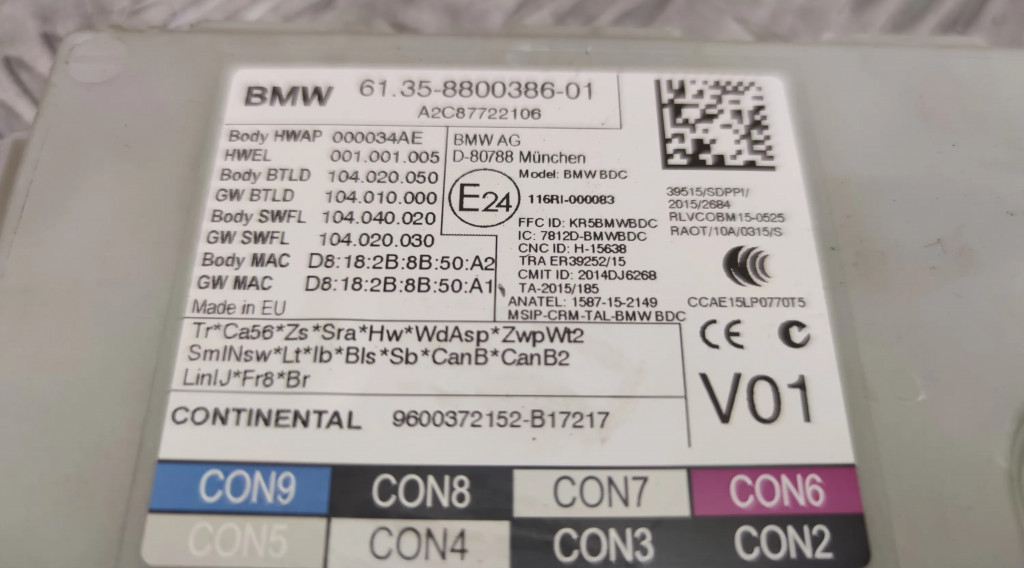 BMW 61.35-8800386-01
A2C87722106
Body HWAP 000034AE
HWEL 001.001.005
Body BTLD 104.020.050
GW BTLD 104.010.000
Body SWFL 104.040.020
GW SWFL 104.020.030
Body MAC D8:18:2B:8B:50:A2
GW MAC D8:18:2B:8B:50:A1
Made in EU
BMW AG
D-80788 München
Model: BMW BDC
E24 116RI-000083
FFC ID: KR5BMWBDC
IC: 7812D-BMWBDC
CNC ID: H-15638
TRA ER39252/15
CMIT ID: 2014DJ6268
TA-2015/185
ANATEL: 1587-15-2149
MSIP-CRM-TAL-BMW BDC
39515/SDPPI/
2015/2684
RLVCOBM15-0525
RAOT/10A/0315/S
CCAE15LP0770T5
CE
V01
Tr*Ca56*Zs*Sra*Hw*WdAsp*ZwpWt2
SmlNsw*Lt*Ib*Bls*Sb*CanB*CanB2
LinIJ*Fr8*Br
CONTINENTAL 9600372152-B17217
CON9 CON8 CON7 CON6
CON5 CON4 CON3 CON2